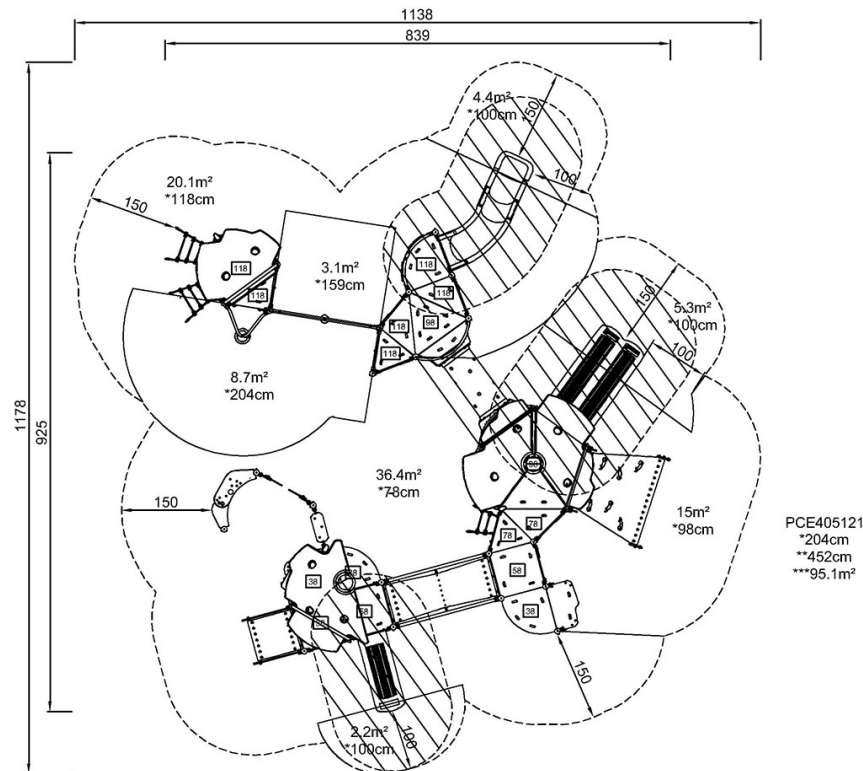 1138
839
4.4m²
*100cm
150
100
20.1m²
*118cm
150
118
118
3.1m²
*159cm
118
118
118
98
118
1178
925
8.7m²
*204cm
150
5.3m²
*100cm
100
36.4m²
*78cm
98
15m²
*98cm
PCE405121
*204cm
**452cm
***95.1m²
150
78
78
58
38
38
58
150
2.2m²
*100cm
100